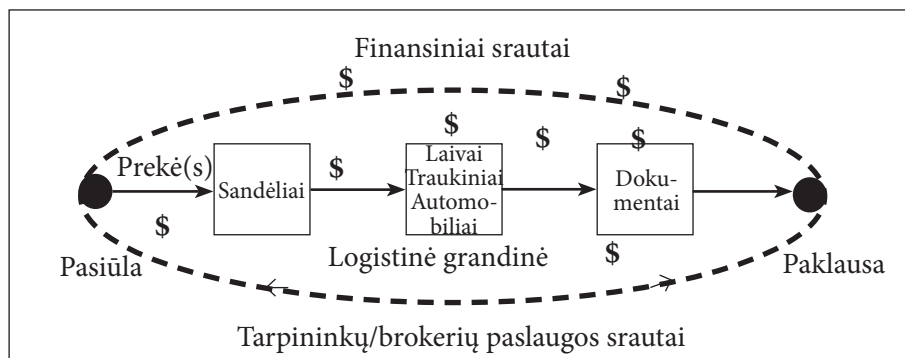 Finansiniai srautai
$ $
$ $ $
Prekė(s)
$
Sandėliai
Laivai
Traukiniai
Automo-
biliai
Doku-
mentai
$
$
Pasiūla
Logistinė grandinė
Paklausa
Tarpininkų/brokerių paslaugos srautai